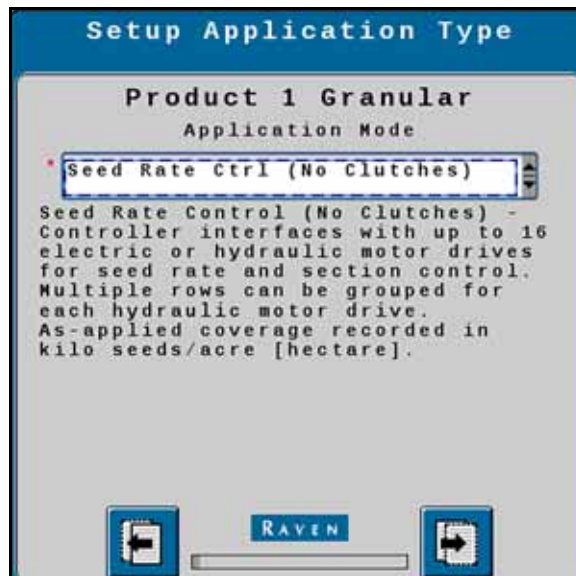 Setup Application Type
Product 1 Granular
Application Mode
* Seed Rate Ctrl (No Clutches)
Seed Rate Control (No Clutches) -
Controller interfaces with up to 16
electric or hydraulic motor drives
for seed rate and section control.
Multiple rows can be grouped for
each hydraulic motor drive.
As-applied coverage recorded in
kilo seeds/acre [hectare].
RAVEN